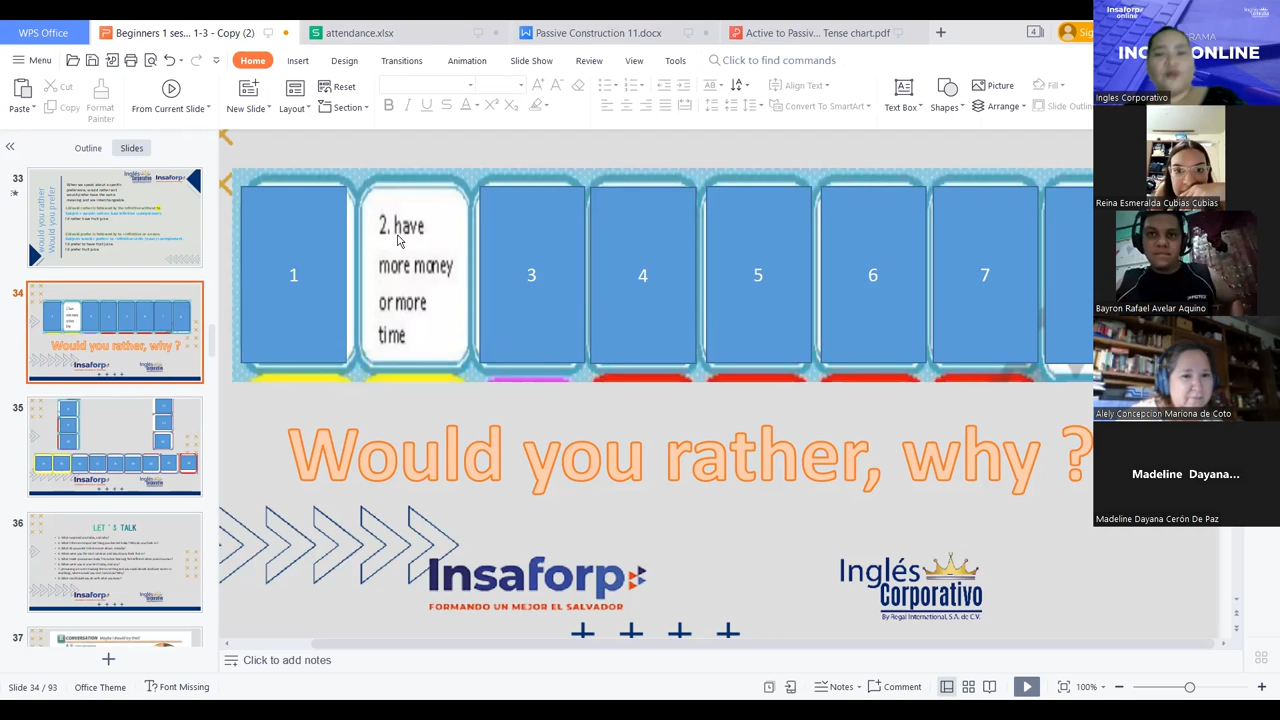 WPS Office
Beginners 1 ses... 1-3 - Copy (2)
attendance.xlsx
Passive Construction 11.docx
Active to Passiv... Tense chart.pdf
Menu
Home
Insert
Design
Transitions
Animation
Slide Show
Review
View
Tools
Click to find commands
Paste
Cut
Copy
Format
Painter
From Current Slide
New Slide
Layout
Reset
Section
B I U S
Align Text
Convert To SmartArt
Text Box
Shapes
Picture
Arrange
Fill
Slide Outlin
Outline
Slides
33
34
35
36
LET´S TALK
37
CONVERSATION
1
2. have
more money
or more
time
3
4
5
6
7
Would you rather, why ?
Insaforp
FORMANDO UN MEJOR EL SALVADOR
Inglés
Corporativo
By Regal International, S.A. de C.V.
Click to add notes
Slide 34 / 93
Office Theme
Font Missing
Notes
Comment
100%
Insaforp
online
Ingles Corporativo
Reina Esmeralda Cubias Cubias
Bayron Rafael Avelar Aquino
Alely Concepcion Mariona de Coto
Madeline Dayana...
Madeline Dayana Cerón De Paz